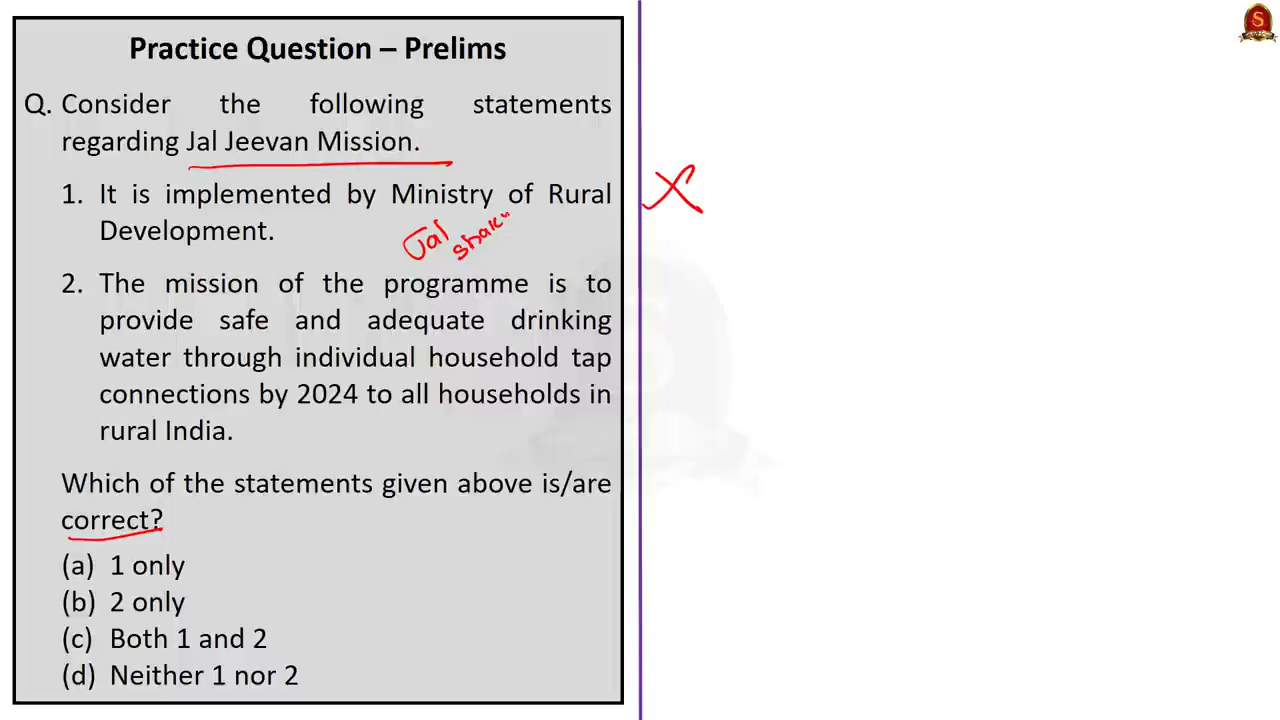 Practice Question – Prelims
Q. Consider the following statements
regarding Jal Jeevan Mission.
1. It is implemented by Ministry of Rural
Development.
Jal
2. The mission of the programme is to
provide safe and adequate drinking
water through individual household tap
connections by 2024 to all households in
rural India.
Which of the statements given above is/are
correct?
(a) 1 only
(b) 2 only
(c) Both 1 and 2
(d) Neither 1 nor 2
S